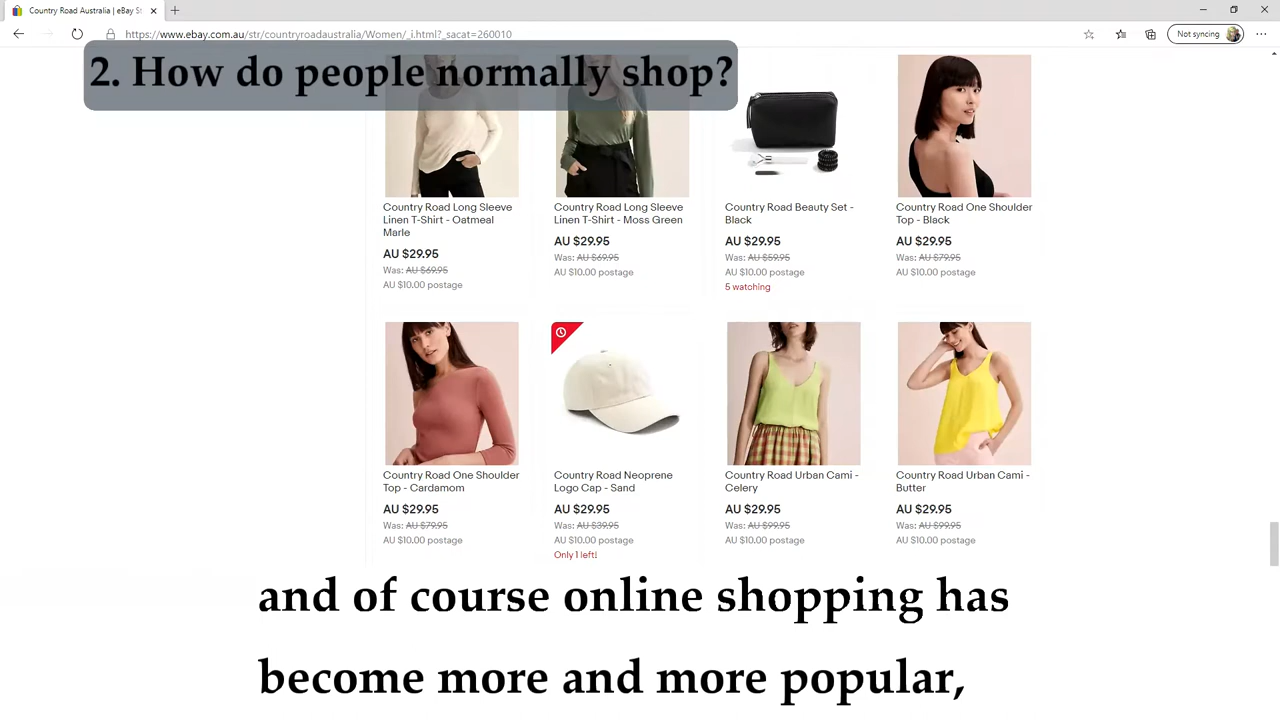 Country Road Australia | eBay St
https://www.ebay.com.au/str/countryroadaustralia/Women/_i.html?_sacat=260010
Not syncing
2. How do people normally shop?
Country Road Long Sleeve
Linen T-Shirt - Oatmeal
Marle
AU $29.95
Was: AU $69.95
AU $10.00 postage
Country Road Long Sleeve
Linen T-Shirt - Moss Green
AU $29.95
Was: AU $69.95
AU $10.00 postage
Country Road Beauty Set -
Black
AU $29.95
Was: AU $59.95
AU $10.00 postage
5 watching
Country Road One Shoulder
Top - Black
AU $29.95
Was: AU $79.95
AU $10.00 postage
Country Road One Shoulder
Top - Cardamom
AU $29.95
Was: AU $79.95
AU $10.00 postage
Country Road Neoprene
Logo Cap - Sand
AU $29.95
Was: AU $39.95
AU $10.00 postage
Only 1 left!
Country Road Urban Cami -
Celery
AU $29.95
Was: AU $99.95
AU $10.00 postage
Country Road Urban Cami -
Butter
AU $29.95
Was: AU $99.95
AU $10.00 postage
and of course online shopping has
become more and more popular,